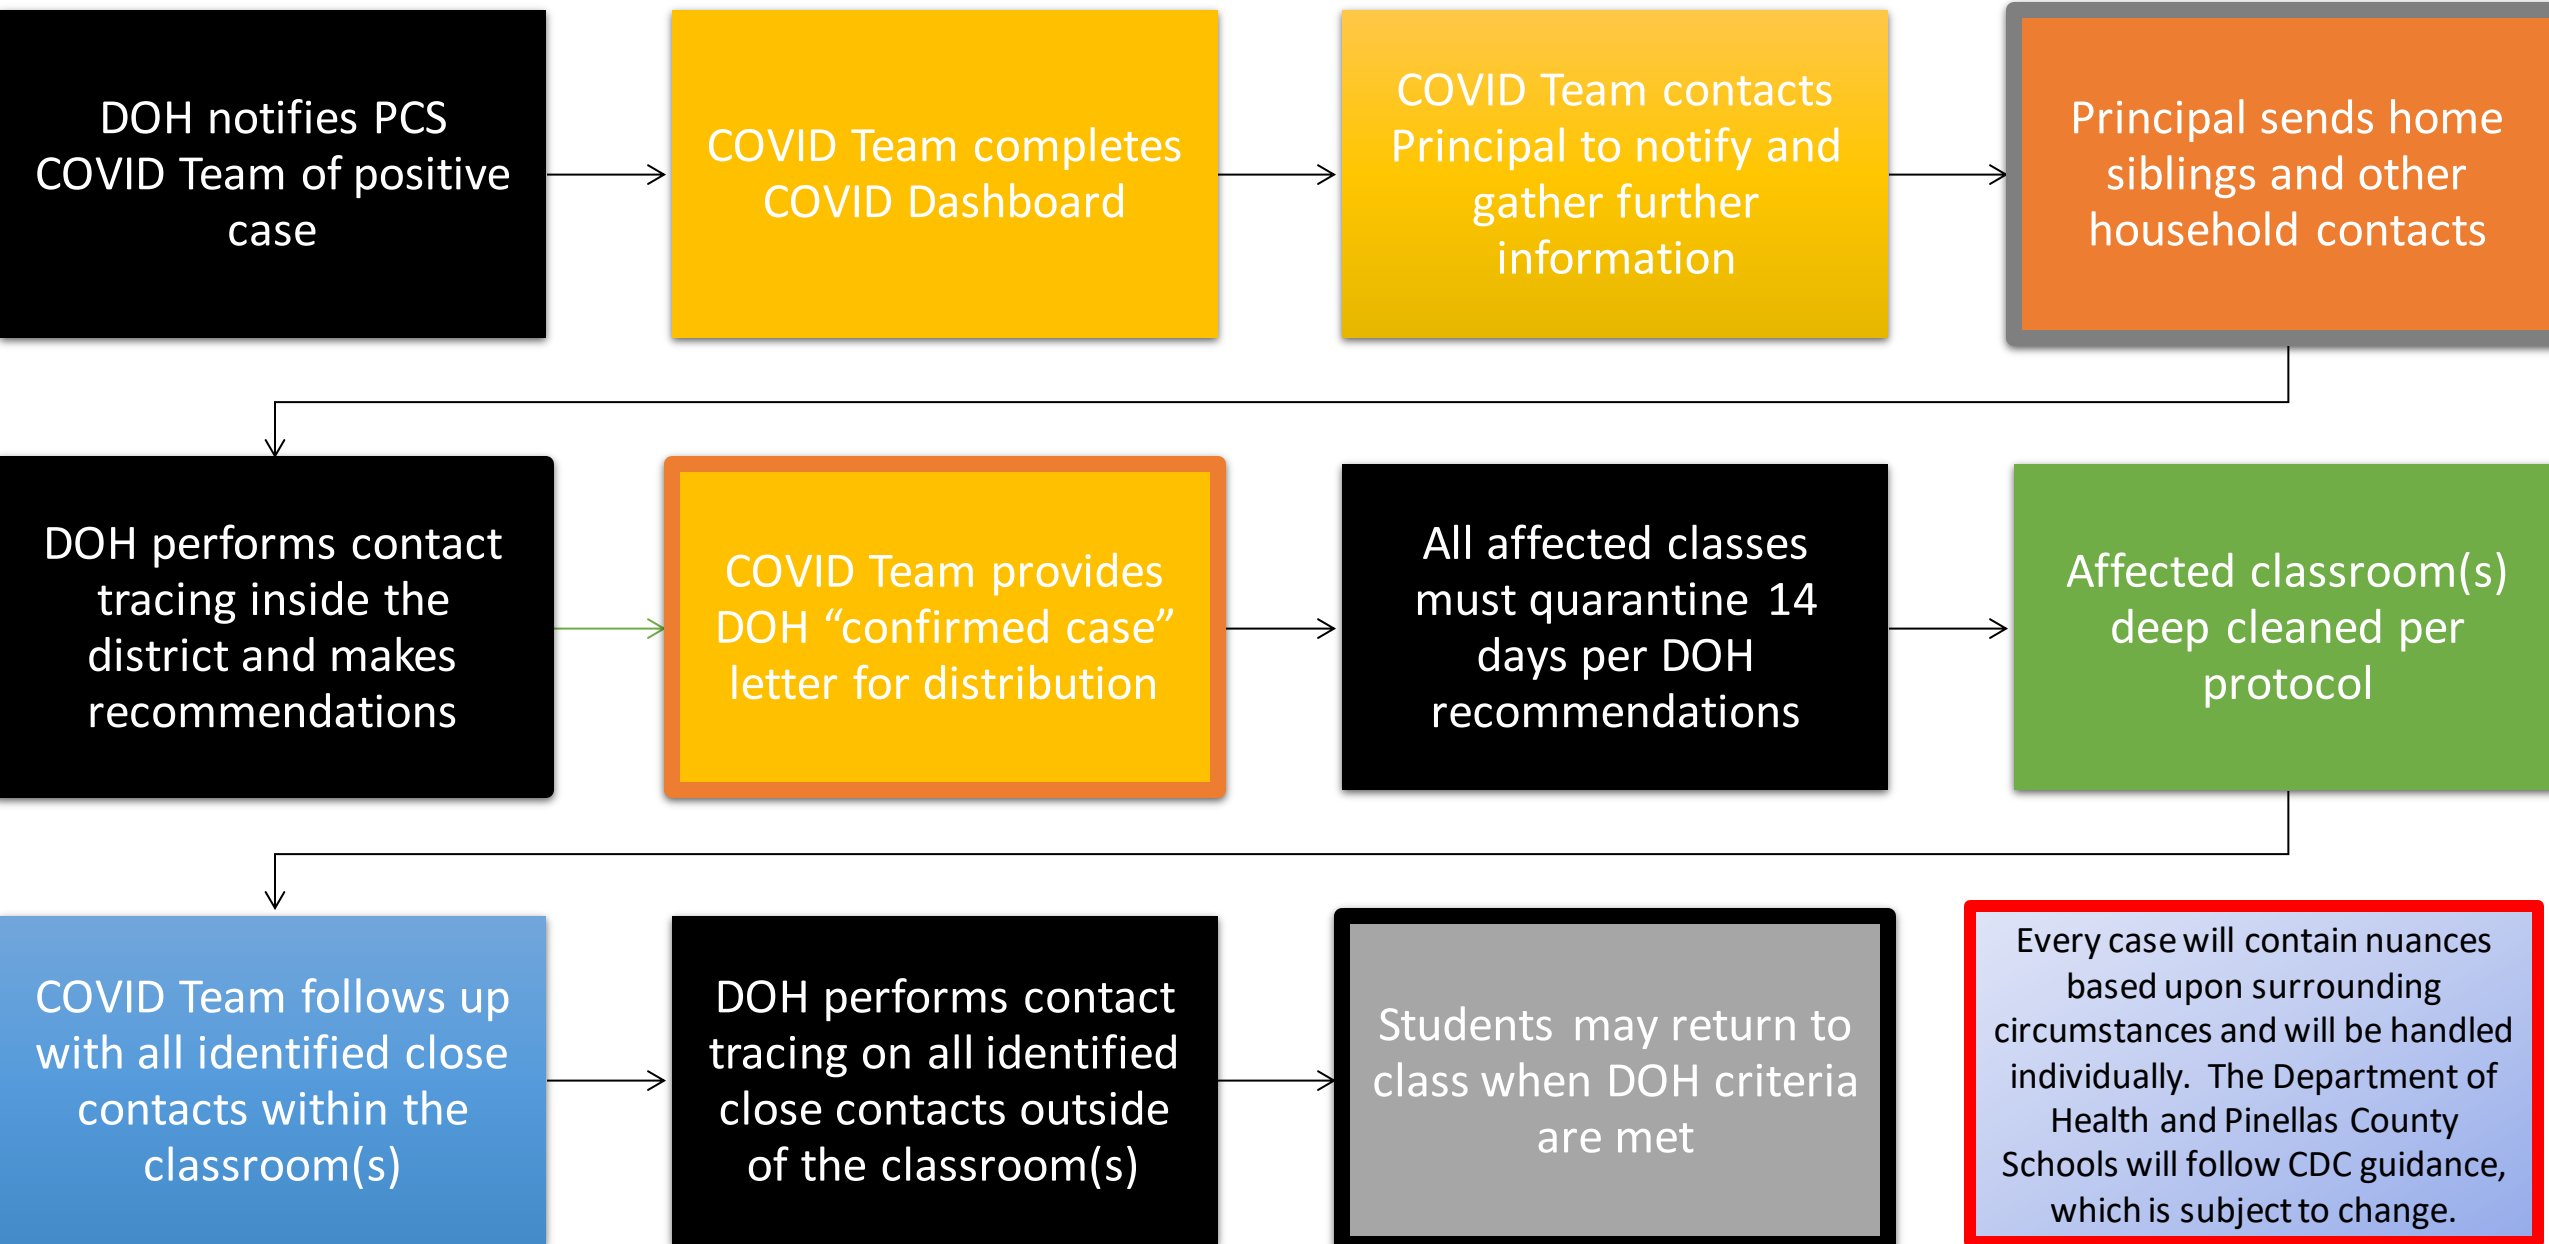 DOH notifies PCS
COVID Team of positive
case
COVID Team completes
COVID Dashboard
COVID Team contacts
Principal to notify and
gather further
information
Principal sends home
siblings and other
household contacts
DOH performs contact
tracing inside the
district and makes
recommendations
COVID Team provides
DOH “confirmed case”
letter for distribution
All affected classes
must quarantine 14
days per DOH
recommendations
Affected classroom(s)
deep cleaned per
protocol
COVID Team follows up
with all identified close
contacts within the
classroom(s)
DOH performs contact
tracing on all identified
close contacts outside
of the classroom(s)
Students may return to
class when DOH criteria
are met
Every case will contain nuances
based upon surrounding
circumstances and will be handled
individually. The Department of
Health and Pinellas County
Schools will follow CDC guidance,
which is subject to change.